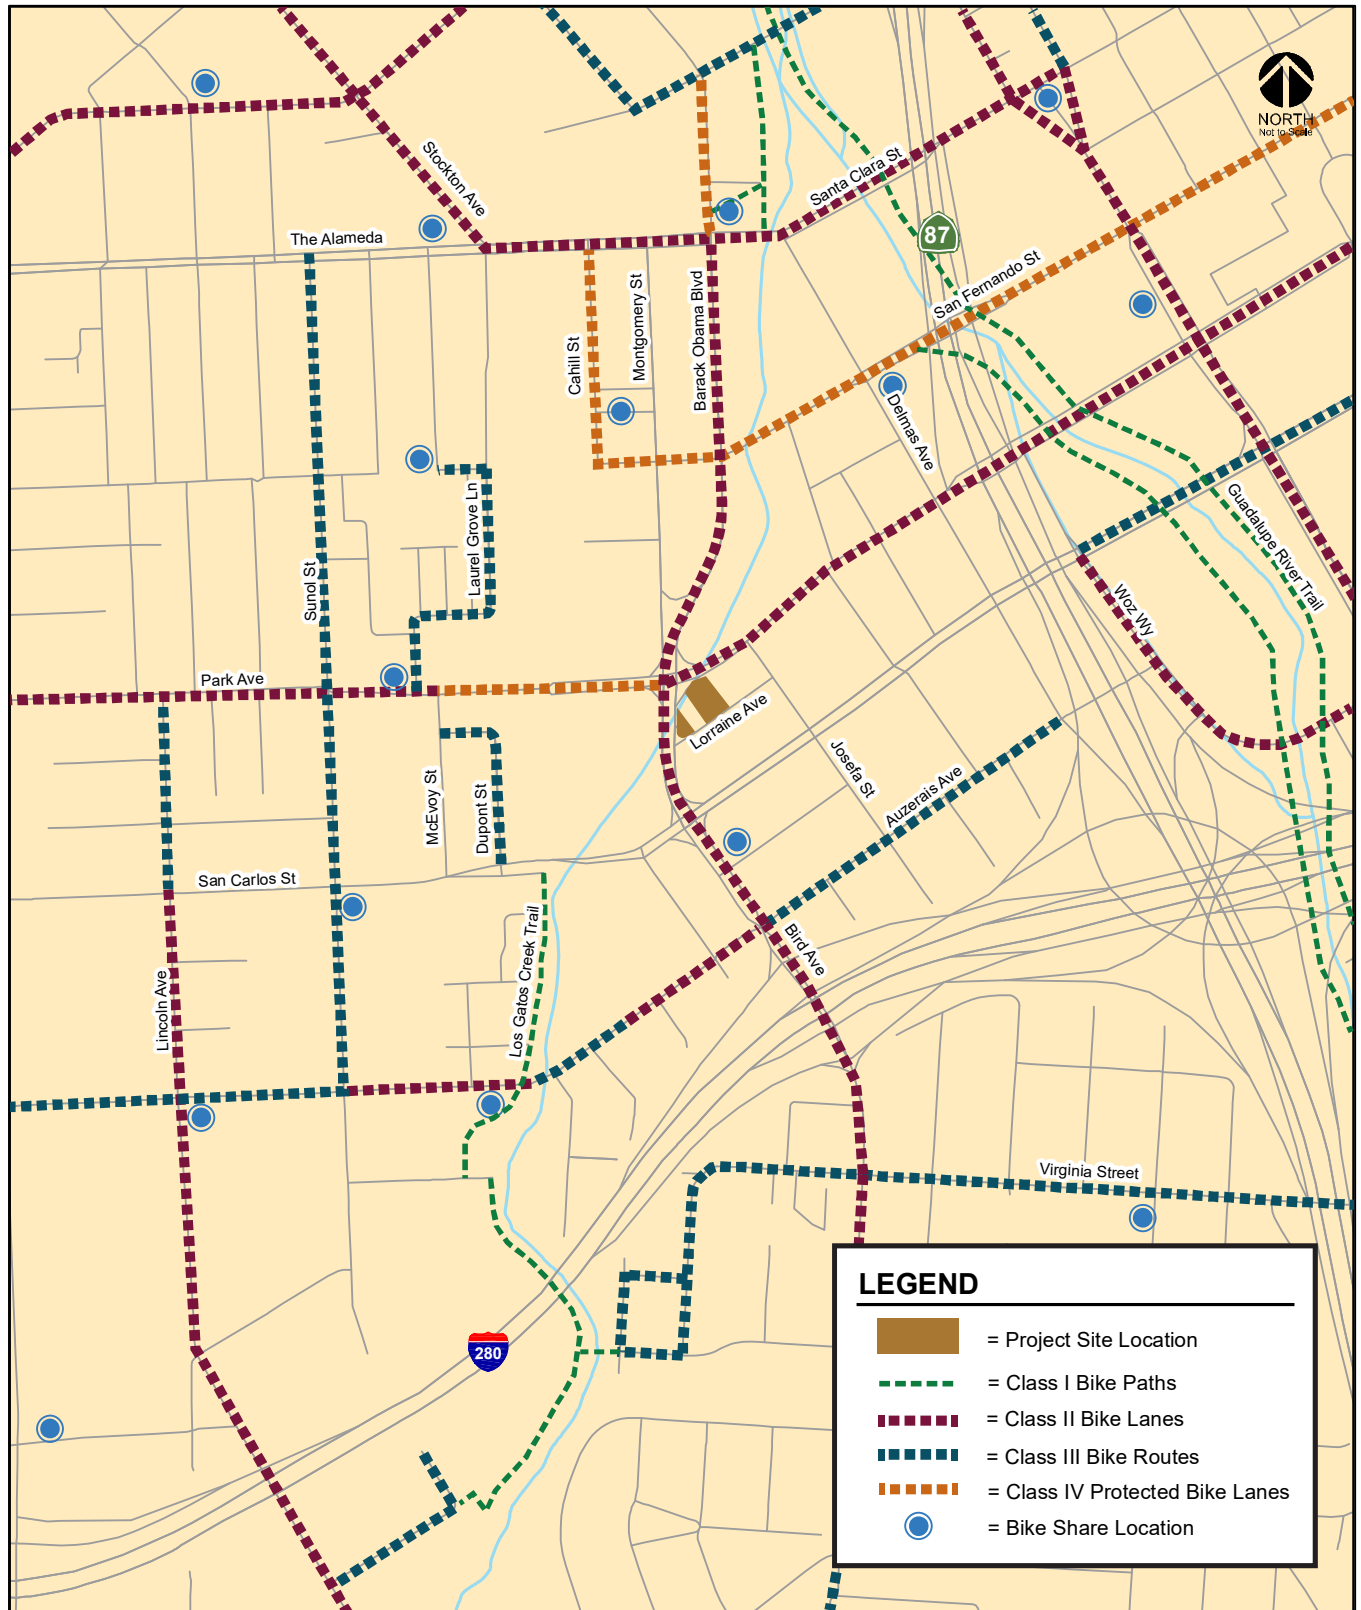 NORTH
Not to Scale
Stockton Ave
Santa Clara St
The Alameda
87
San Fernando St
Cahill St
Montgomery St
Barack Obama Blvd
Delmas Ave
Laurel Grove Ln
Guadalupe River Trail
Sunol St
Woz Wy
Park Ave
Lorraine Ave
Josefa St
McEvoy St
Dupont St
Auzerais Ave
San Carlos St
Los Gatos Creek Trail
Bird Ave
Lincoln Ave
Virginia Street
280
LEGEND
= Project Site Location
= Class I Bike Paths
= Class II Bike Lanes
= Class III Bike Routes
= Class IV Protected Bike Lanes
= Bike Share Location